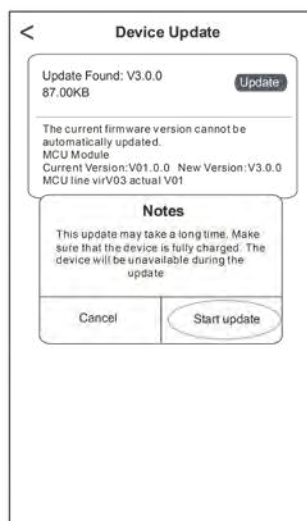 < Device Update
Update Found: V3.0.0
87.00KB
Update
The current firmware version cannot be
automatically updated.
MCU Module
Current Version:V01.0.0 New Version:V3.0.0
MCU line virV03 actual V01
Notes
This update may take a long time. Make
sure that the device is fully charged. The
device will be unavailable during the
update
Cancel
Start update